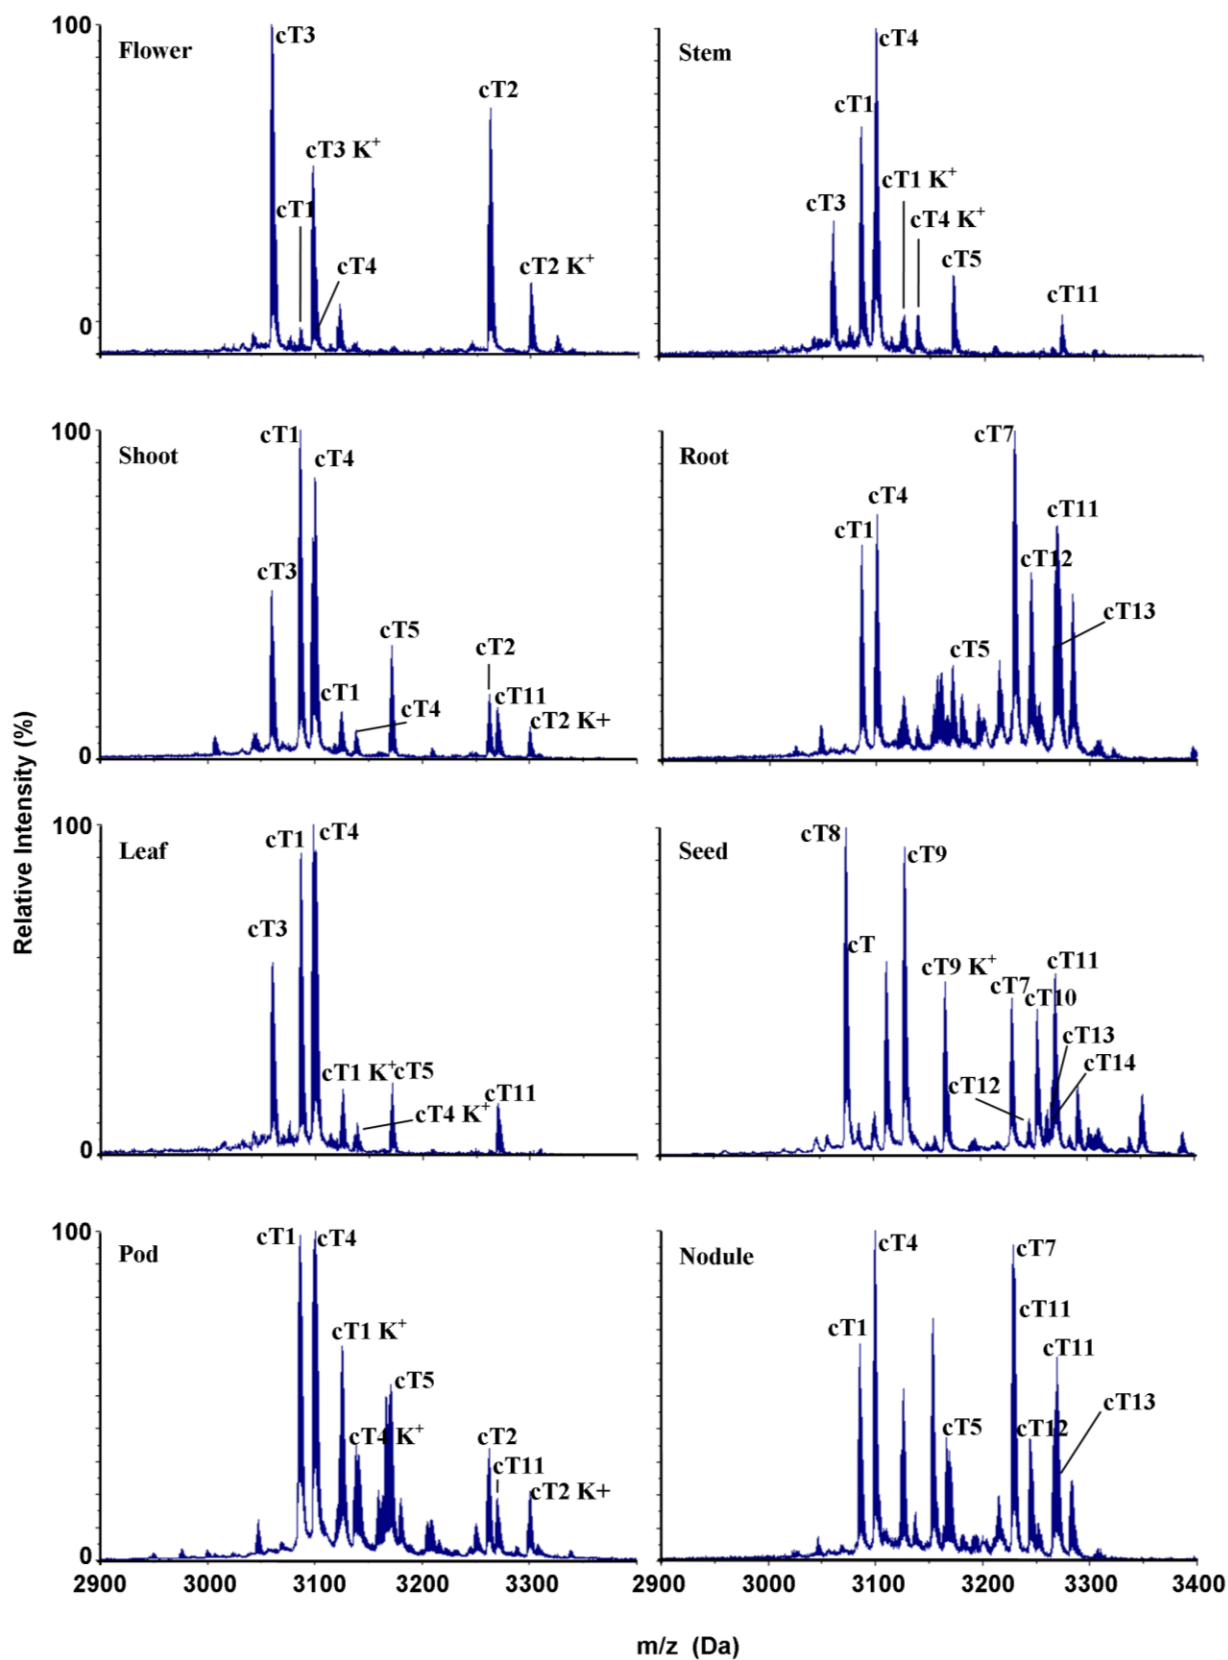 Flower
100
0
cT3
cT3 K+
cT1
cT4
cT2
cT2 K+
Stem
cT4
cT1
cT1 K+
cT3
cT4 K+
cT5
cT11
Shoot
100
0
cT1
cT4
cT3
cT5
cT1
cT4
cT2
cT11
cT2 K+
Root
cT7
cT4
cT1
cT11
cT12
cT13
cT5
Leaf
100
0
cT1
cT4
cT3
cT1 K+
cT5
cT4 K+
cT11
Seed
cT8
cT9
cT
cT9 K+
cT11
cT7
cT10
cT13
cT14
cT12
Pod
100
0
cT1
cT4
cT1 K+
cT5
cT4 K+
cT2
cT11
cT2 K+
Nodule
cT4
cT7
cT11
cT1
cT11
cT13
cT5
cT12
2900 3000 3100 3200 3300 2900 3000 3100 3200 3300 3400
Relative Intensity (%)
m/z (Da)